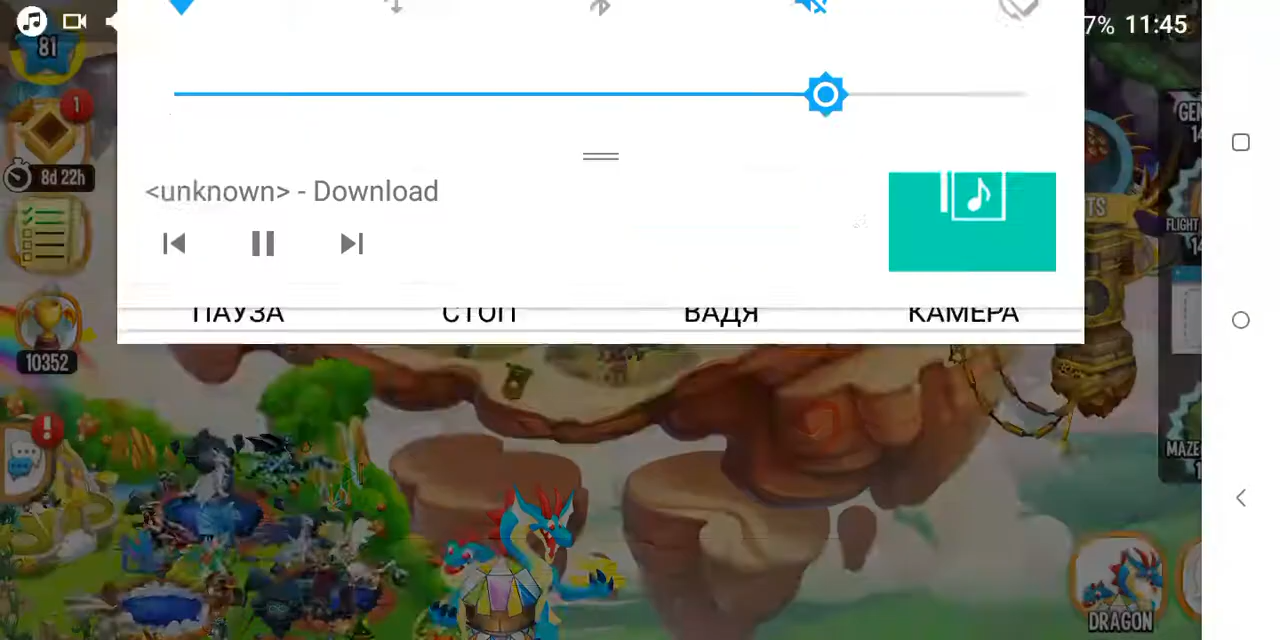 7% 11:45
81
1
8d 22h
<unknown> - Download
FLIGHT
ПАУЗА СТОП ВАДЯ КАМЕРА
10352
MAZE
DRAGON